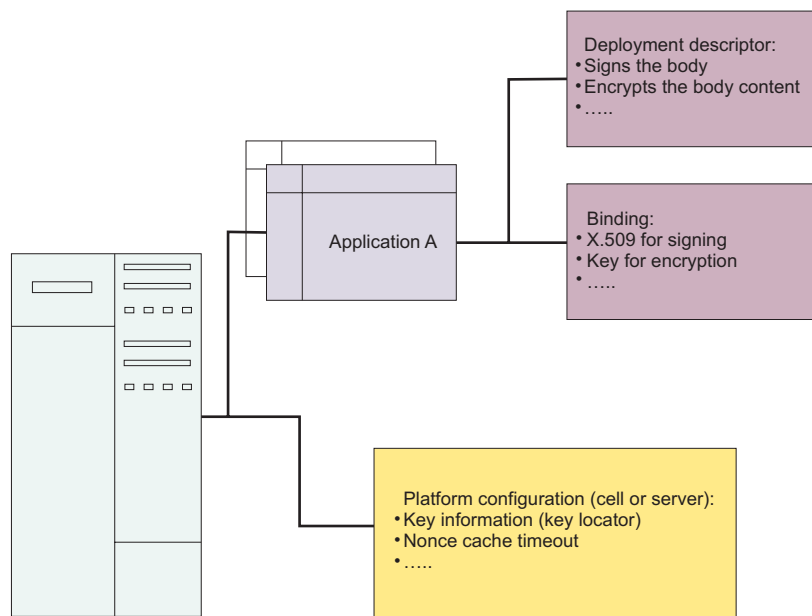 Deployment descriptor:
• Signs the body
• Encrypts the body content
• .....
Application A
Binding:
• X.509 for signing
• Key for encryption
• .....
Platform configuration (cell or server):
• Key information (key locator)
• Nonce cache timeout
• .....